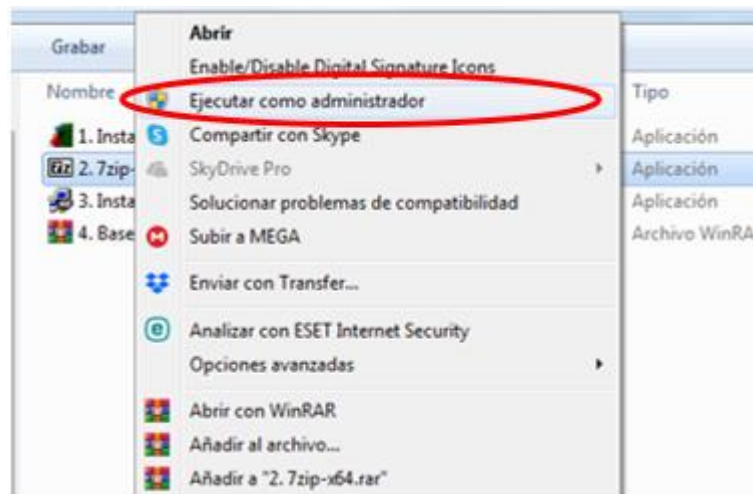 Grabar
Nombre
Tipo
1. Insta
Aplicación
2. 7zip-
Aplicación
3. Insta
Aplicación
4. Base
Archivo WinRA
Abrir
Enable/Disable Digital Signature Icons
Ejecutar como administrador
Compartir con Skype
SkyDrive Pro
Solucionar problemas de compatibilidad
Subir a MEGA
Enviar con Transfer...
Analizar con ESET Internet Security
Opciones avanzadas
Abrir con WinRAR
Añadir al archivo...
Añadir a "2. 7zip-x64.rar"